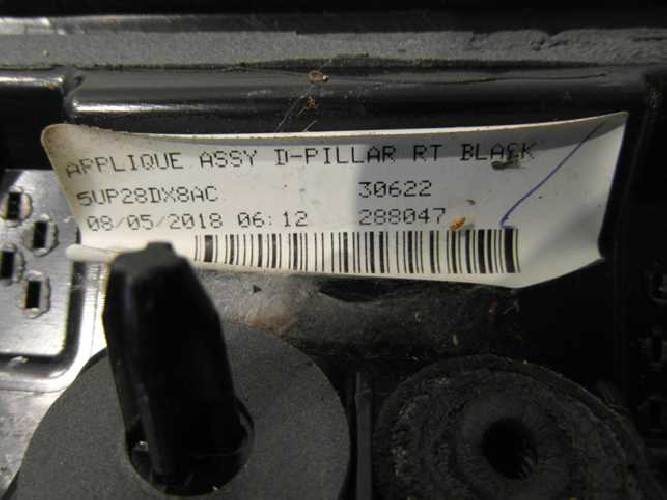 APPLIQUE ASSY D-PILLAR RT BLACK
5UP28DX8AC 30622
08/05/2018 06:12 288047